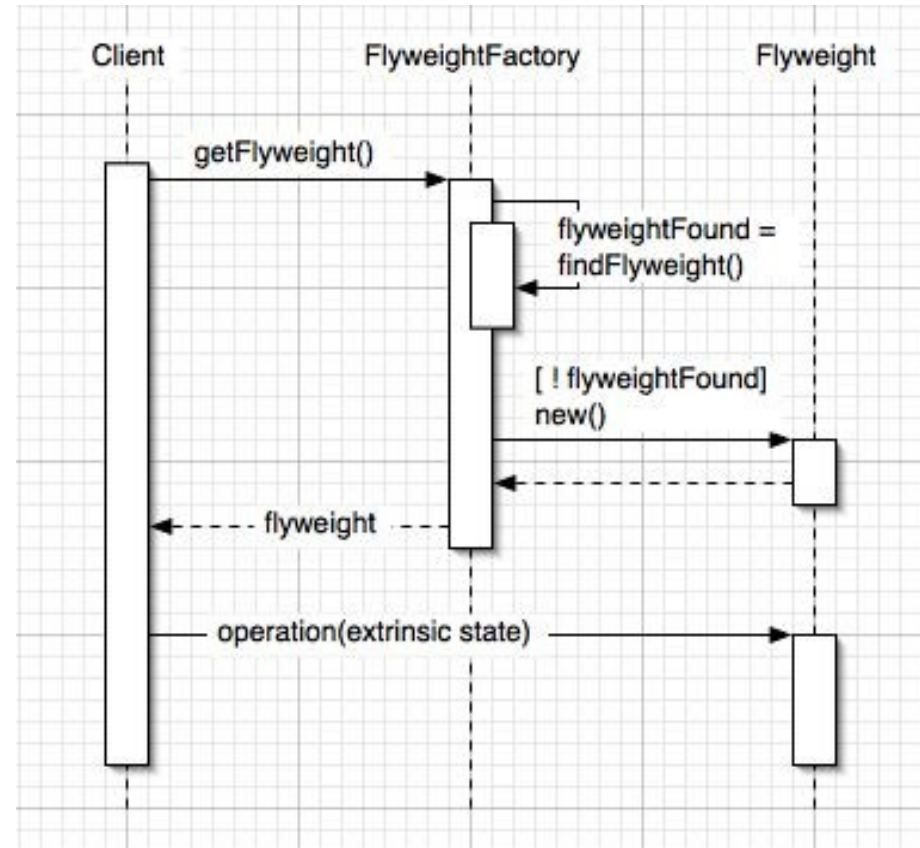 Client
FlyweightFactory
Flyweight
getFlyweight()
flyweightFound =
findFlyweight()
[ ! flyweightFound]
new()
flyweight
operation(extrinsic state)